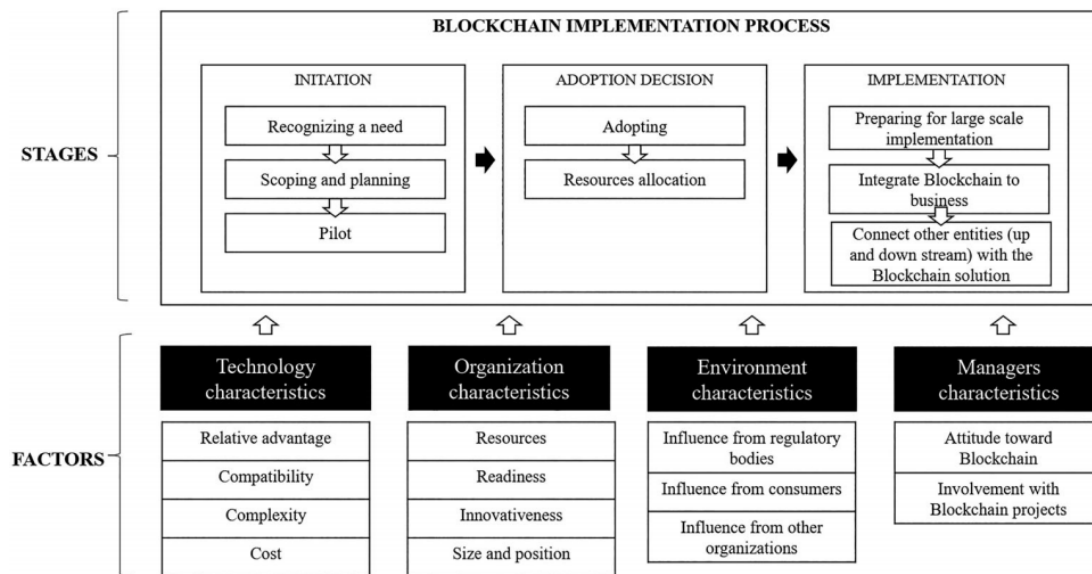 BLOCKCHAIN IMPLEMENTATION PROCESS
STAGES
INITATION
Recognizing a need
Scoping and planning
Pilot
ADOPTION DECISION
Adopting
Resources allocation
IMPLEMENTATION
Preparing for large scale
implementation
Integrate Blockchain to
business
Connect other entities (up
and down stream) with the
Blockchain solution
FACTORS
Technology
characteristics
Relative advantage
Compatibility
Complexity
Cost
Organization
characteristics
Resources
Readiness
Innovativeness
Size and position
Environment
characteristics
Influence from regulatory
bodies
Influence from consumers
Influence from other
organizations
Managers
characteristics
Attitude toward
Blockchain
Involvement with
Blockchain projects